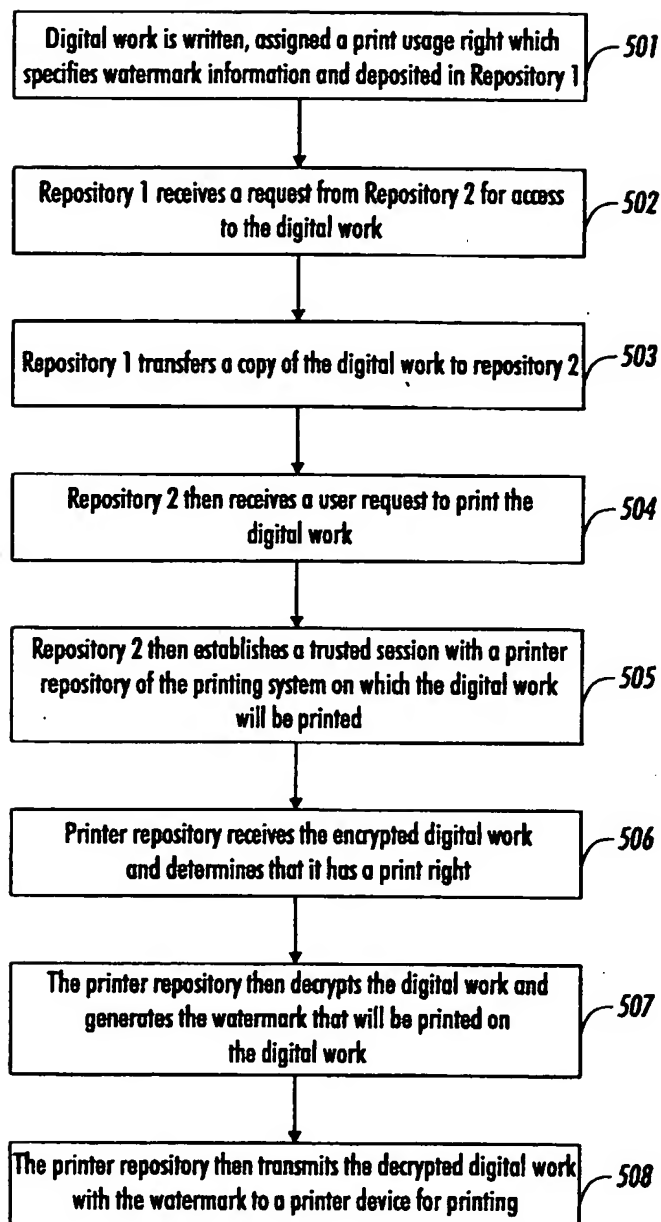 Digital work is written, assigned a print usage right which
specifies watermark information and deposited in Repository 1
501
Repository 1 receives a request from Repository 2 for access
to the digital work
502
Repository 1 transfers a copy of the digital work to repository 2
503
Repository 2 then receives a user request to print the
digital work
504
Repository 2 then establishes a trusted session with a printer
repository of the printing system on which the digital work
will be printed
505
Printer repository receives the encrypted digital work
and determines that it has a print right
506
The printer repository then decrypts the digital work and
generates the watermark that will be printed on
the digital work
507
The printer repository then transmits the decrypted digital work
with the watermark to a printer device for printing
508